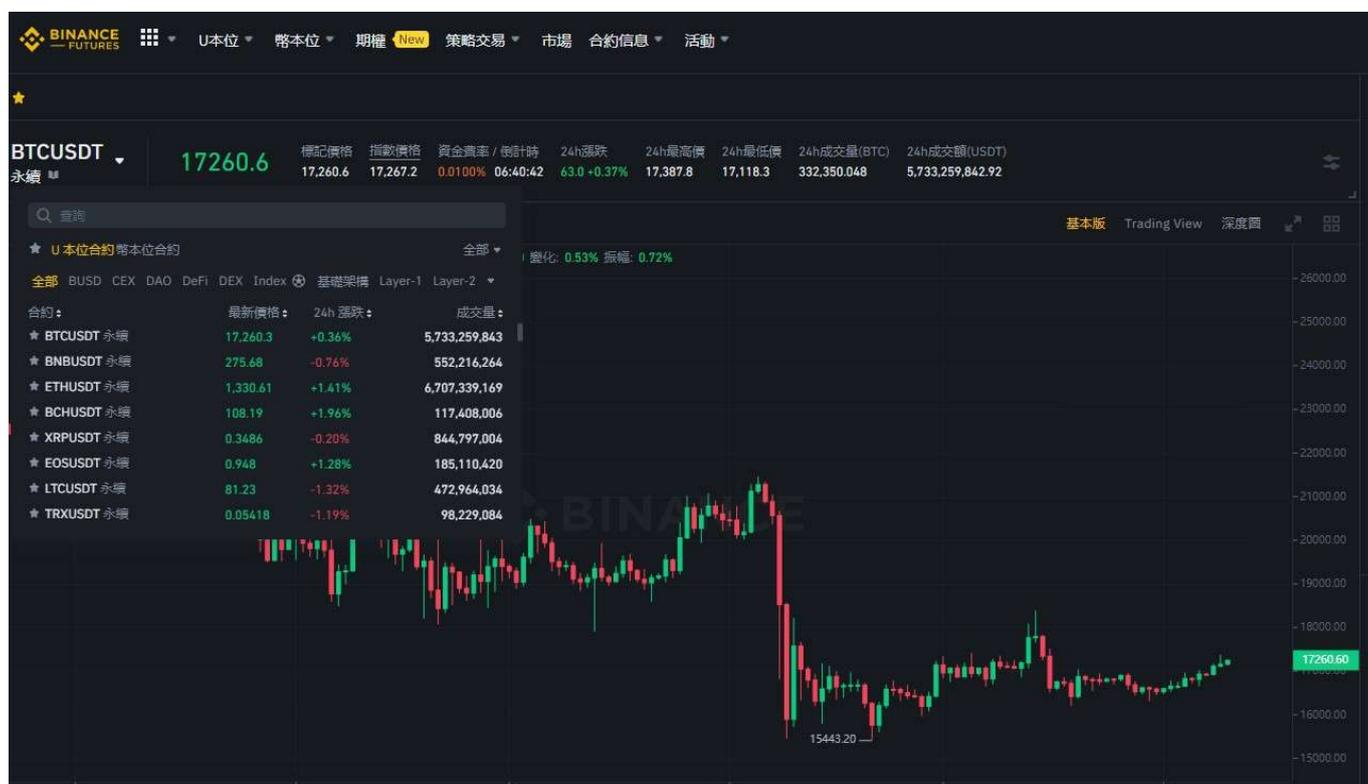 BINANCE
FUTURES
U本位 幣本位 期權 New 策略交易 市場 合約信息 活動
BTCUSDT
永續
17260.6
標記價格 指數價格 資金費率 / 倒計時 24h漲跌 24h最高價 24h最低價 24h成交量(BTC) 24h成交額(USDT)
17,260.6 17,267.2 0.0100% 06:40:42 63.0 +0.37% 17,387.8 17,118.3 332,350.048 5,733,259,842.92
查詢
基本版 Trading View 深度圖
U 本位合約 幣本位合約 全部
變化: 0.53% 振幅: 0.72%
全部 BUSD CEX DAO DeFi DEX Index 基礎架構 Layer-1 Layer-2
合約 最新價格 24h 漲跌 成交量
BTCUSDT 永續 17,260.3 +0.36% 5,733,259,843
BNBUSDT 永續 275.68 -0.76% 552,216,264
ETHUSDT 永續 1,330.61 +1.41% 6,707,339,169
BCHUSDT 永續 108.19 +1.96% 117,408,006
XRPUSDT 永續 0.3486 -0.20% 844,797,004
EOSUSDT 永續 0.948 +1.28% 185,110,420
LTCUSDT 永續 81.23 -1.32% 472,964,034
TRXUSDT 永續 0.05418 -1.19% 98,229,084
BINANCE
26000.00
25000.00
24000.00
23000.00
22000.00
21000.00
20000.00
19000.00
18000.00
17260.60
16000.00
15443.20
15000.00